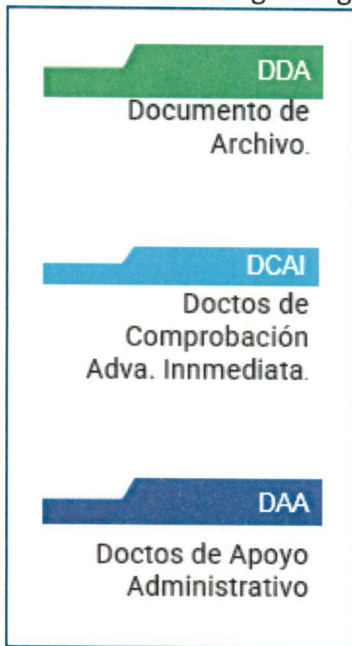 DDA
Documento de
Archivo.
DCAI
Doctos de
Comprobación
Adva. Innmediata.
DAA
Doctos de Apoyo
Administrativo